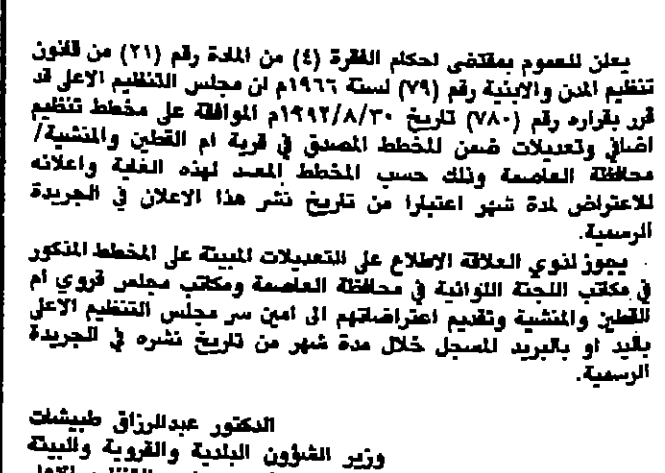 يعلن للعموم بمقتضى احكام الفقرة (٤) من المادة رقم (٢١) من قانون
تنظيم المدن والابنية رقم (٧٩) لسنة ١٩٦٦م ان مجلس التنظيم الاعلى قد
قرر بقراره رقم (٧٨٠) تاريخ ١٩٩٢/٨/٣٠م الموافقة على مخطط تنظيم
اضافي وتعديلات ضمن المخطط المصدق في قرية ام القطين والمنشية/
محافظة العاصمة وذلك حسب المخطط المعد لهذه الغاية واعلانه
للاعتراض لمدة شهر اعتبارا من تاريخ نشر هذا الاعلان في الجريدة
الرسمية.
يجوز لذوي العلاقة الاطلاع على التعديلات المبينة على المخطط المذكور
في مكاتب اللجنة اللوائية في محافظة العاصمة ومكاتب مجلس قروي ام
القطين والمنشية وتقديم اعتراضاتهم الى امين سر مجلس التنظيم الاعلى
باليد او بالبريد المسجل خلال مدة شهر من تاريخ نشره في الجريدة
الرسمية.
الدكتور عبدالرزاق طبيشات
وزير الشؤون البلدية والقروية والبيئة